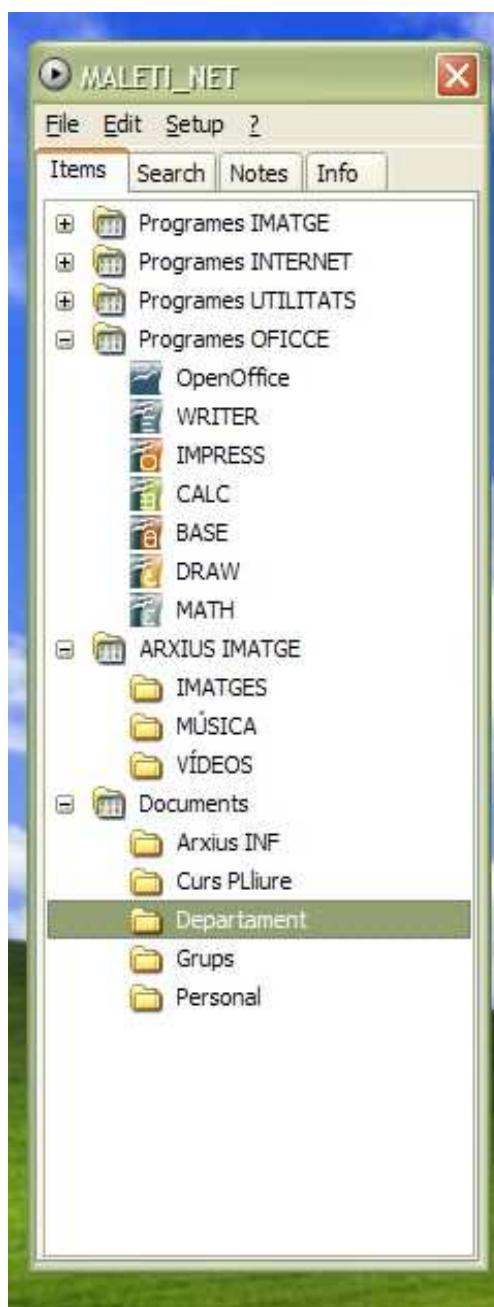 MALETI_NET
File Edit Setup ?
Items Search Notes Info
Programes IMATGE
Programes INTERNET
Programes UTILITATS
Programes OFICCE
OpenOffice
WRITER
IMPRESS
CALC
BASE
DRAW
MATH
ARXIUS IMATGE
IMATGES
MÚSICA
VÍDEOS
Documents
Arxius INF
Curs PLliure
Departament
Grups
Personal